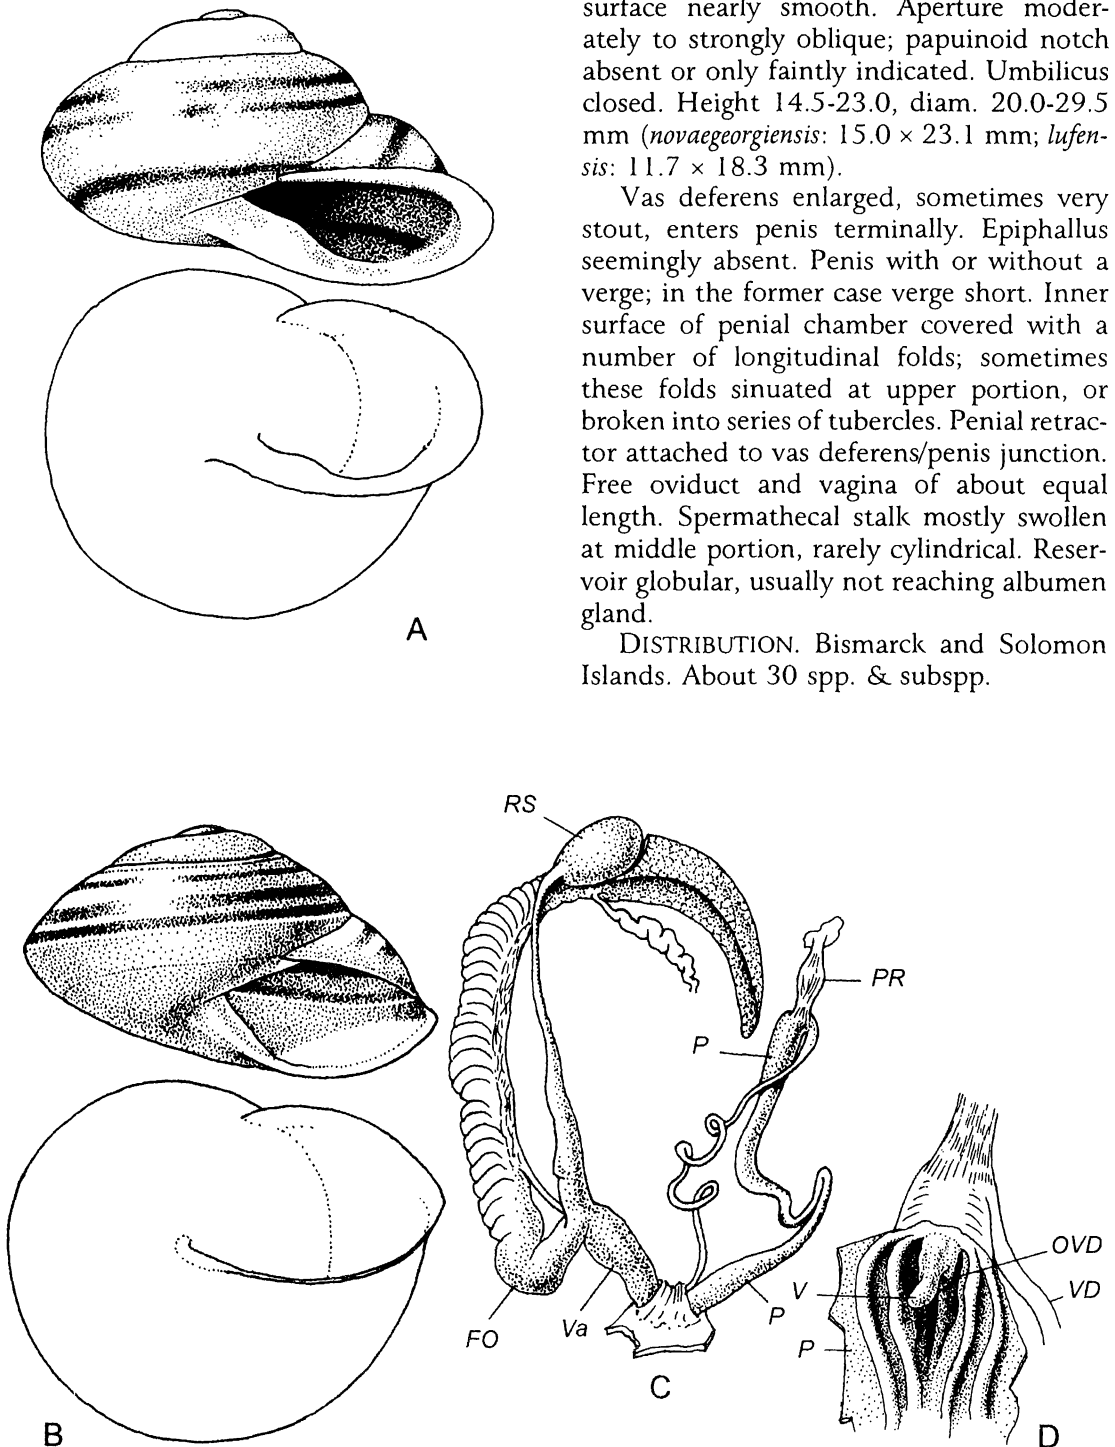 surface nearly smooth. Aperture moder-
ately to strongly oblique; papuinoid notch
absent or only faintly indicated. Umbilicus
closed. Height 14.5-23.0, diam. 20.0-29.5
mm (novaegeorgiensis: 15.0 × 23.1 mm; lufen-
sis: 11.7 × 18.3 mm).
Vas deferens enlarged, sometimes very
stout, enters penis terminally. Epiphallus
seemingly absent. Penis with or without a
verge; in the former case verge short. Inner
surface of penial chamber covered with a
number of longitudinal folds; sometimes
these folds sinuated at upper portion, or
broken into series of tubercles. Penial retrac-
tor attached to vas deferens/penis junction.
Free oviduct and vagina of about equal
length. Spermathecal stalk mostly swollen
at middle portion, rarely cylindrical. Reser-
voir globular, usually not reaching albumen
gland.
DISTRIBUTION. Bismarck and Solomon
Islands. About 30 spp. & subspp.
A
RS
PR
P
OVD
V
VD
P
P
FO
Va
C
B
D